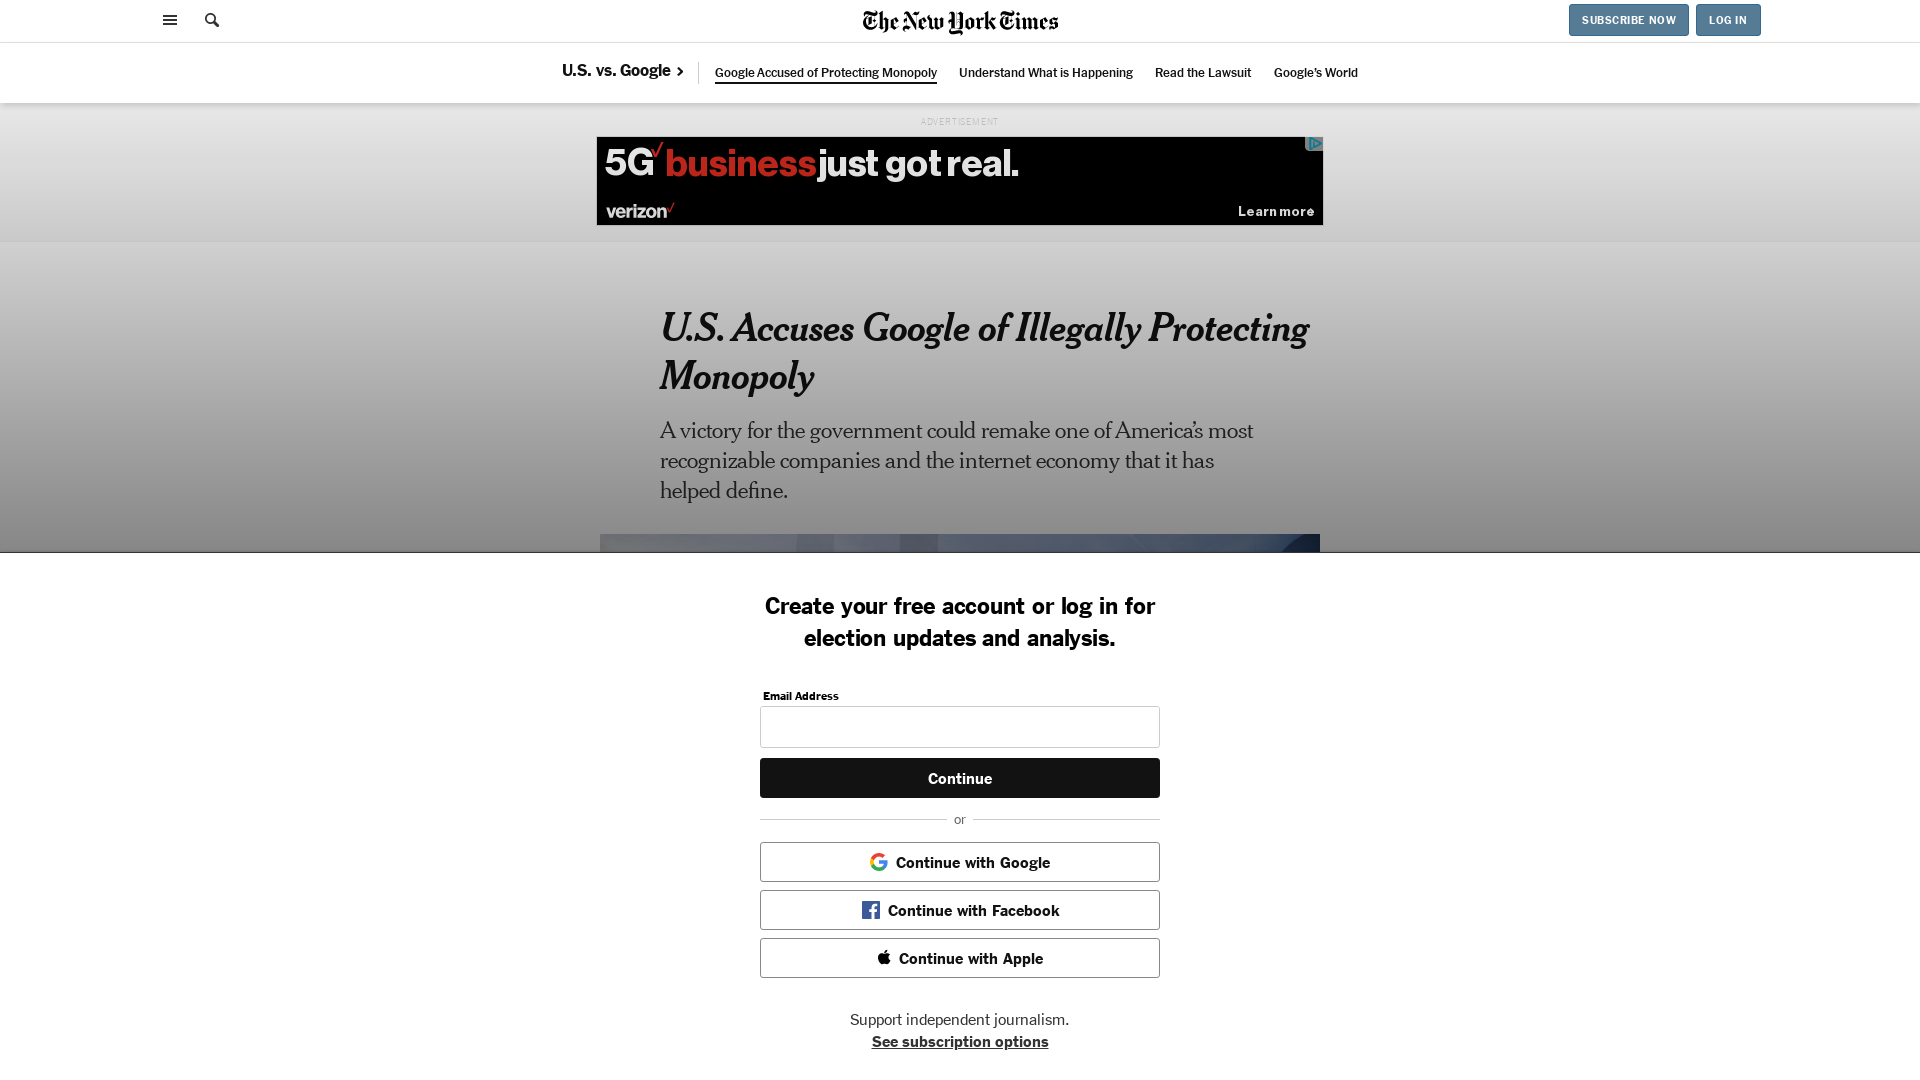 The New York Times
SUBSCRIBE NOW
LOG IN
U.S. vs. Google
Google Accused of Protecting Monopoly
Understand What is Happening
Read the Lawsuit
Google’s World
ADVERTISEMENT
5G business just got real.
verizon
Learn more
U.S. Accuses Google of Illegally Protecting
Monopoly
A victory for the government could remake one of America’s most
recognizable companies and the internet economy that it has
helped define.
Create your free account or log in for
election updates and analysis.
Email Address
Continue
or
Continue with Google
Continue with Facebook
Continue with Apple
Support independent journalism.
See subscription options